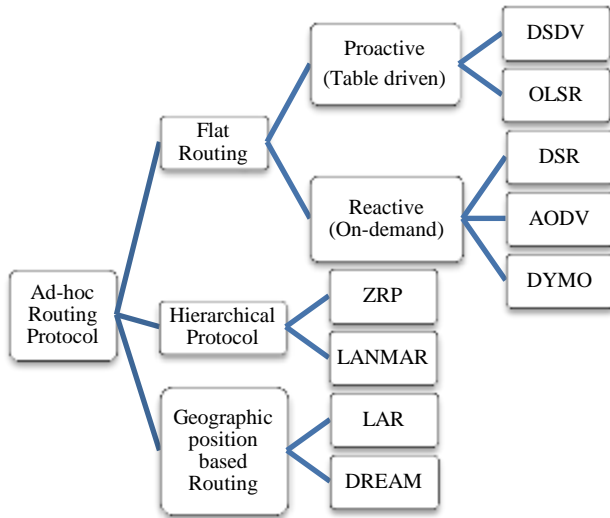 Ad-hoc
Routing
Protocol
Flat
Routing
Proactive
(Table driven)
DSDV
OLSR
Reactive
(On-demand)
DSR
AODV
DYMO
Hierarchical
Protocol
ZRP
LANMAR
Geographic
position
based
Routing
LAR
DREAM